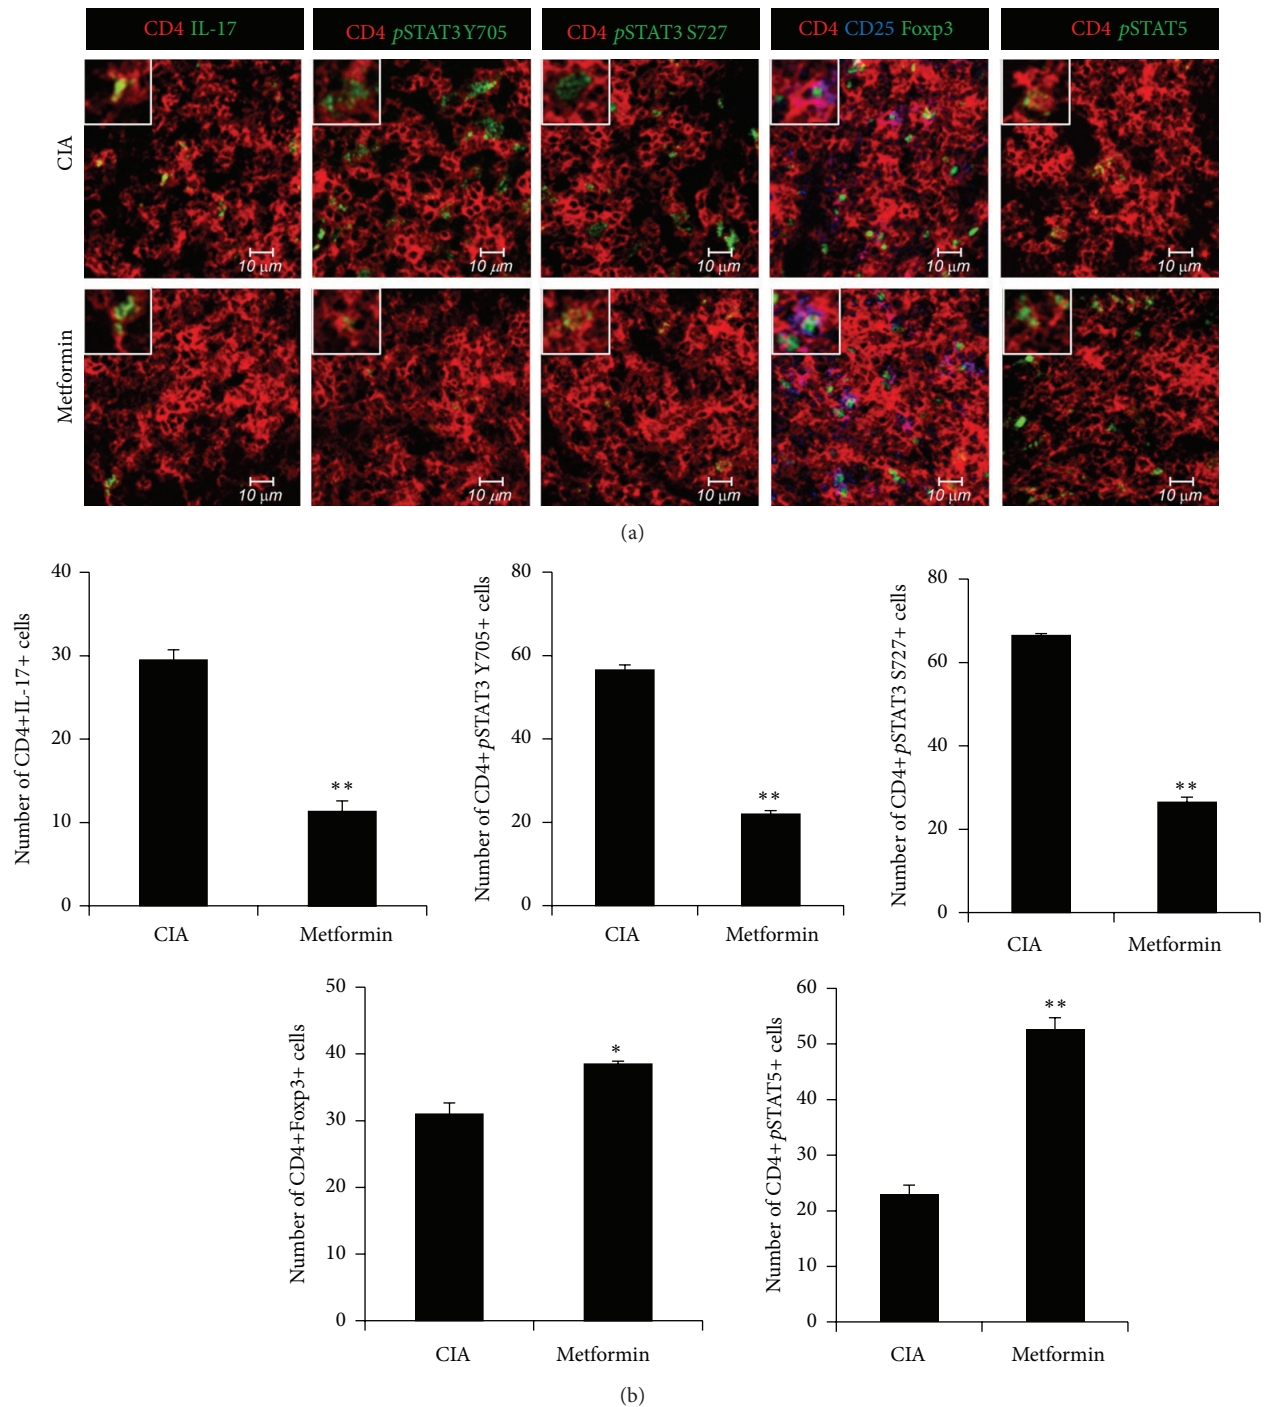 CD4 IL-17
CD4 pSTAT3 Y705
CD4 pSTAT3 S727
CD4 CD25 Foxp3
CD4 pSTAT5
CIA
10 μm
10 μm
10 μm
10 μm
10 μm
Metformin
10 μm
10 μm
10 μm
10 μm
10 μm
(a)
Number of CD4+IL-17+ cells
40
30
20
10
0
**
CIA
Metformin
Number of CD4+pSTAT3 Y705+ cells
80
60
40
20
0
**
CIA
Metformin
Number of CD4+pSTAT3 S727+ cells
80
60
40
20
0
**
CIA
Metformin
Number of CD4+Foxp3+ cells
50
40
30
20
10
0
*
CIA
Metformin
Number of CD4+pSTAT5+ cells
60
50
40
30
20
10
0
**
CIA
Metformin
(b)